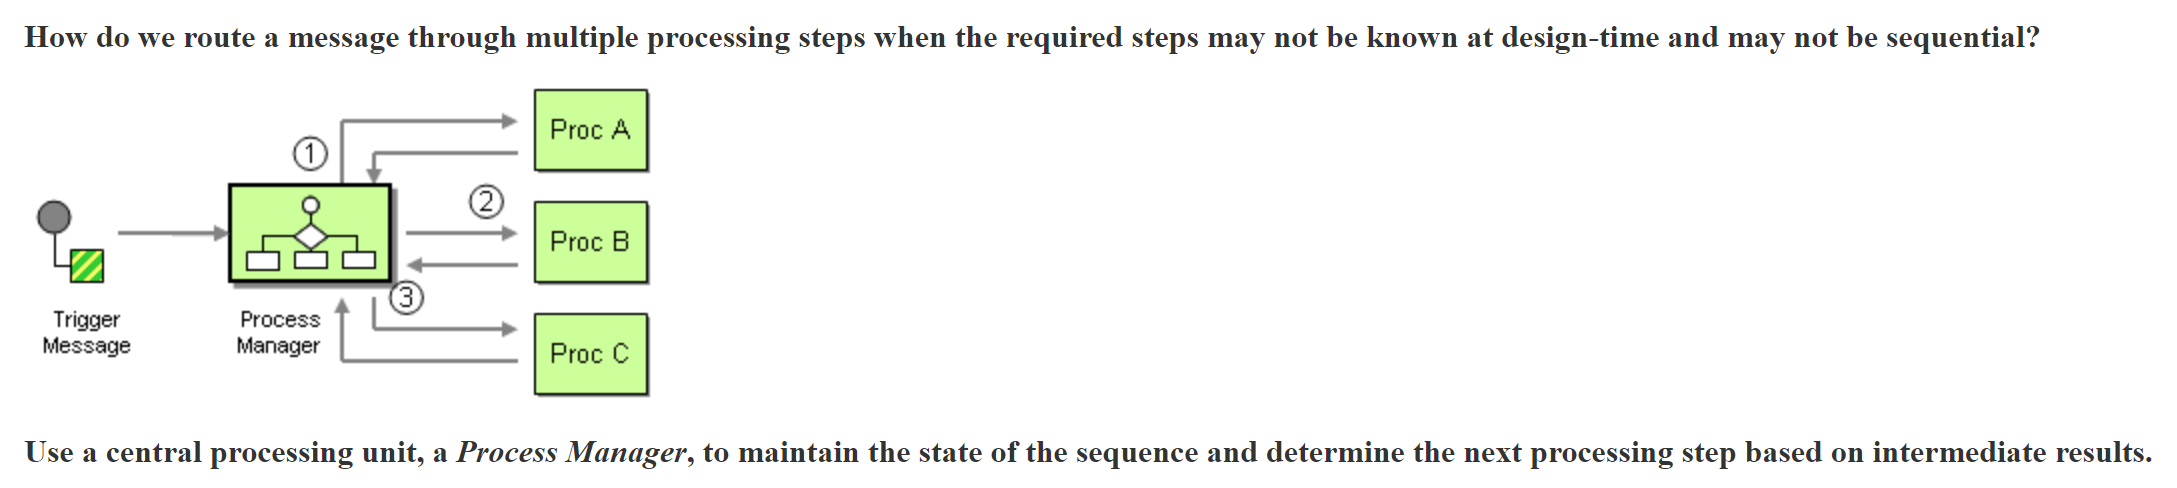 How do we route a message through multiple processing steps when the required steps may not be known at design-time and may not be sequential?
Proc A
1
2
Proc B
3
Trigger
Message
Process
Manager
Proc C
Use a central processing unit, a Process Manager, to maintain the state of the sequence and determine the next processing step based on intermediate results.